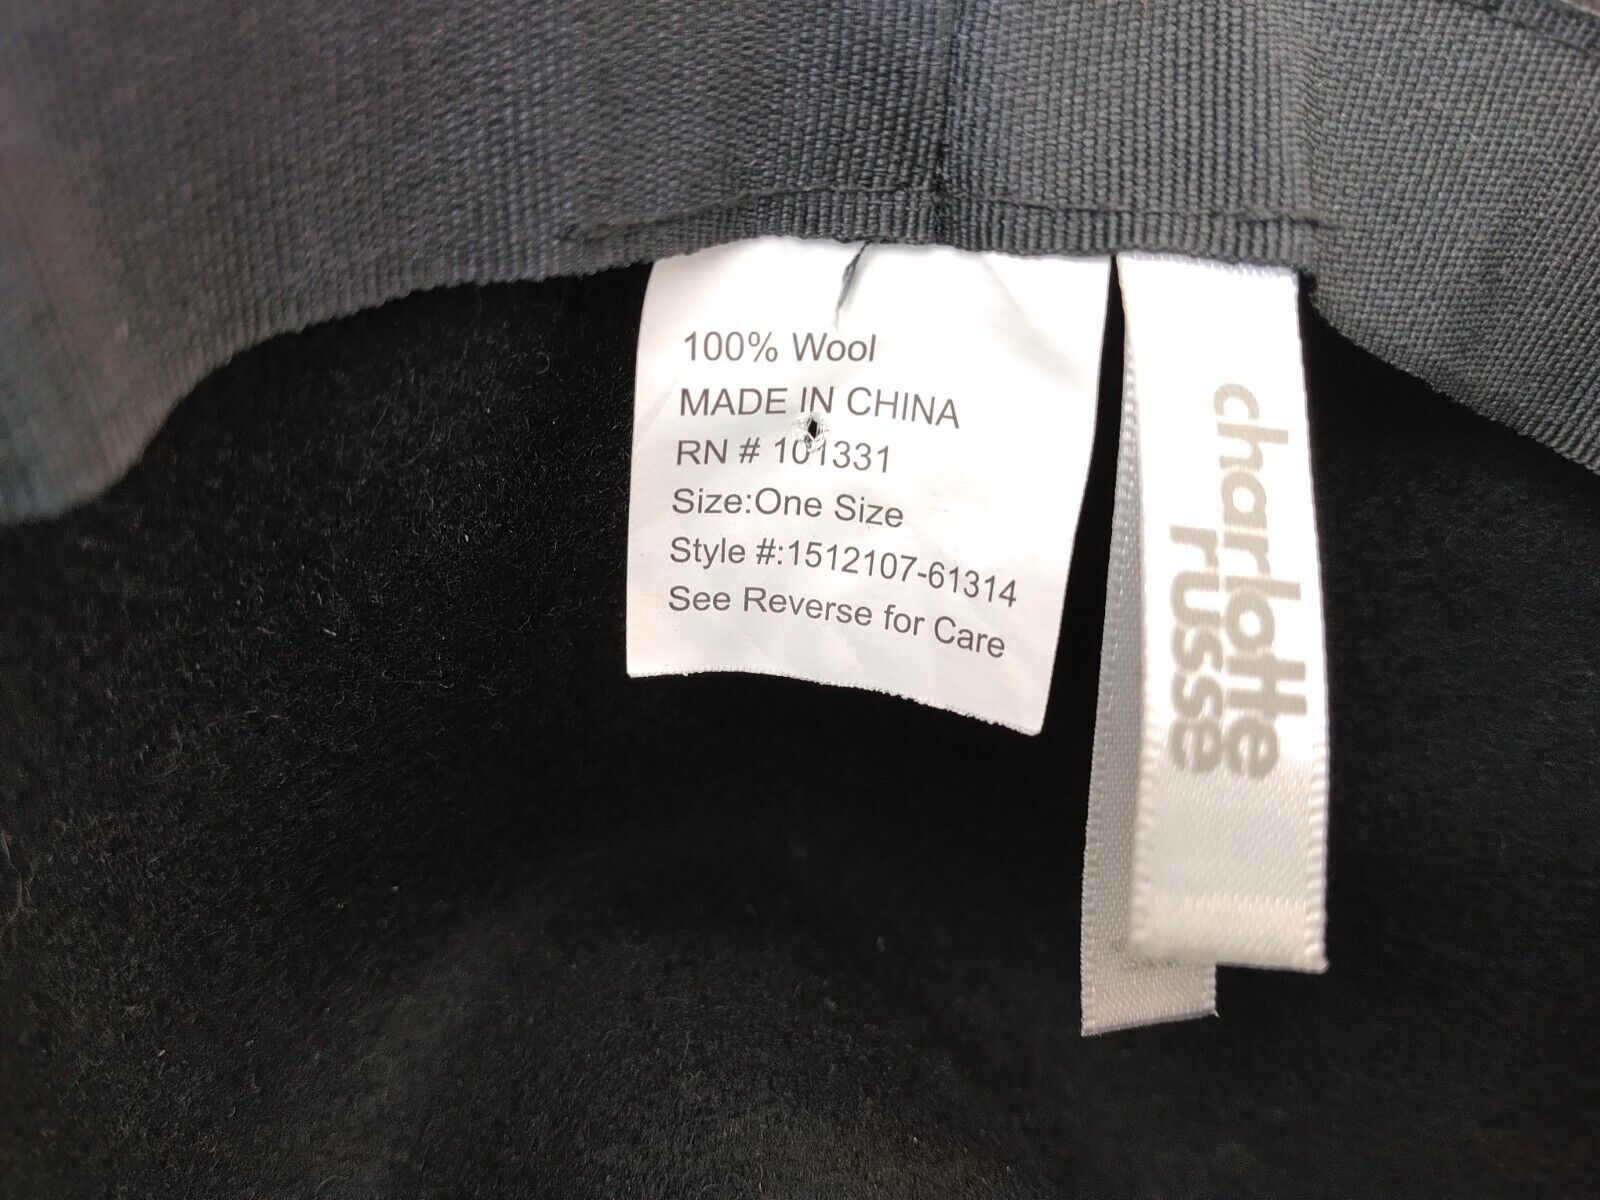 100% Wool
MADE IN CHINA
RN # 101331
Size:One Size
Style #:1512107-61314
See Reverse for Care
charlotte
russe